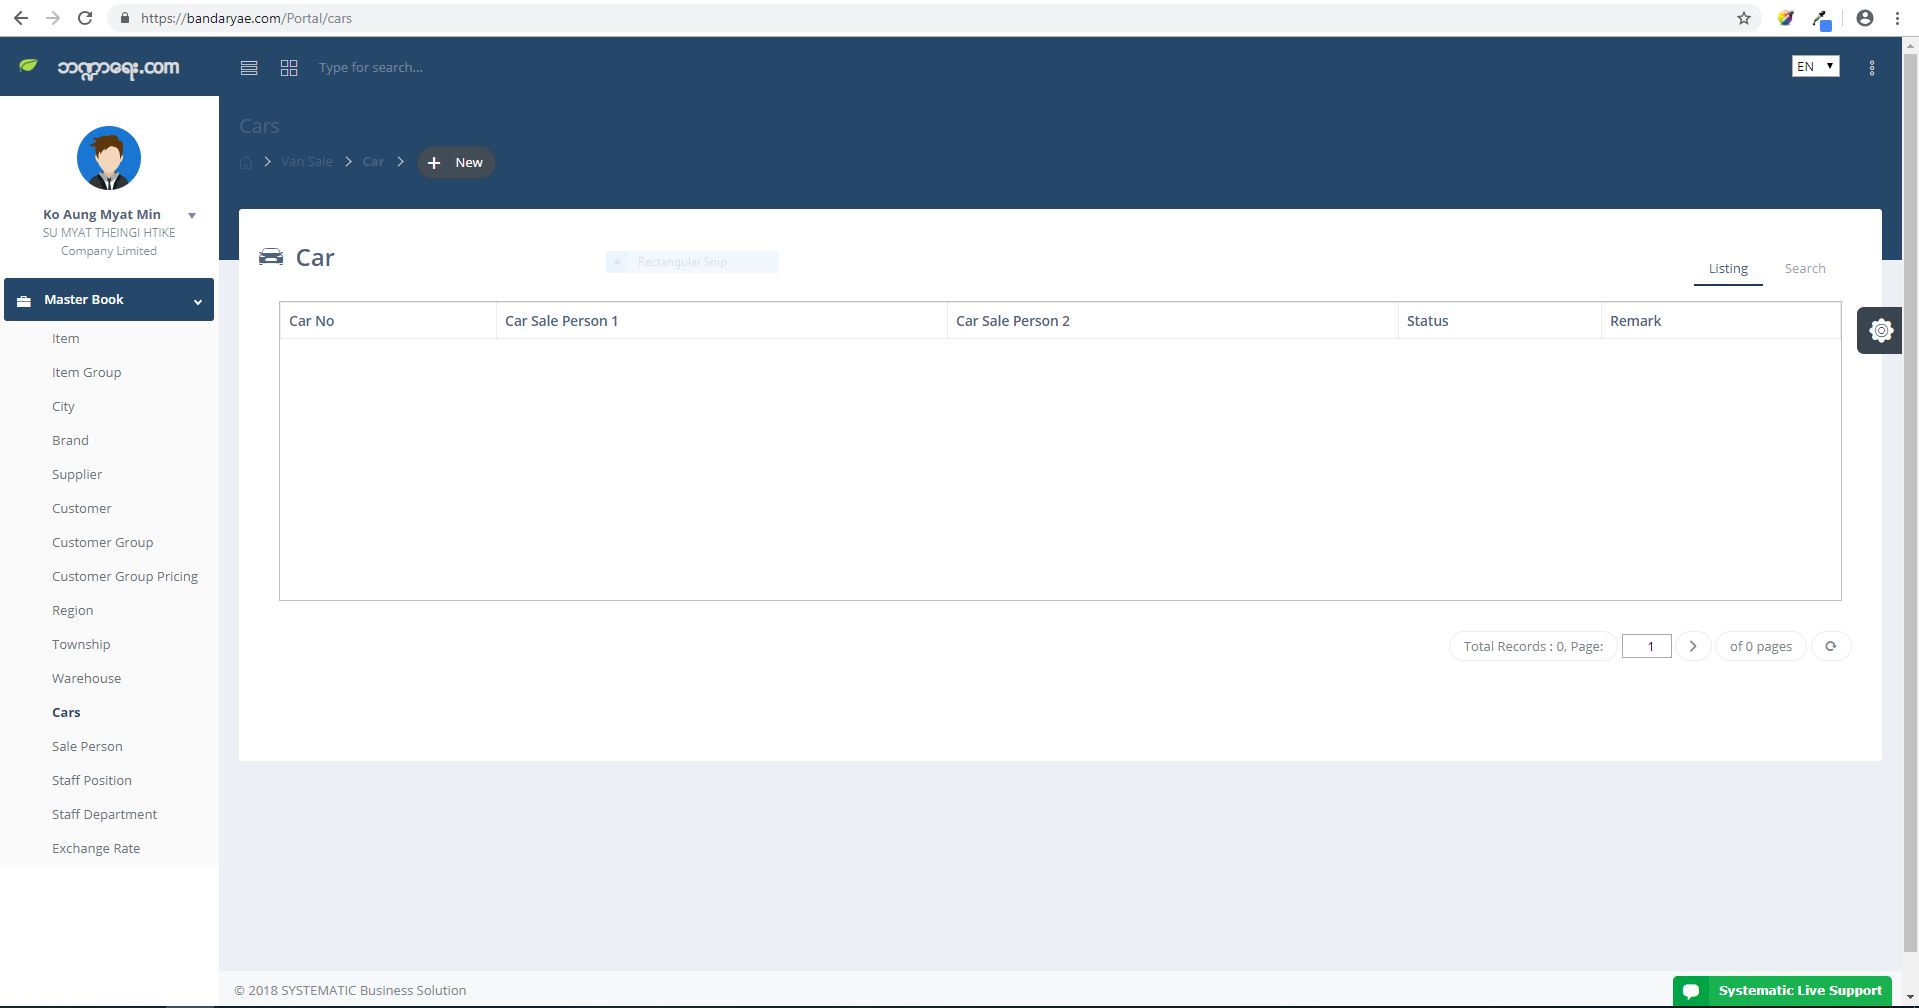 https://bandaryae.com/Portal/cars
ဘဏ္ဍာရေး.com
Type for search...
EN
Cars
Van Sale
Car
New
Ko Aung Myat Min
SU MYAT THEINGI HTIKE
Company Limited
Car
Rectangular Snip
Listing
Search
Master Book
Item
Item Group
City
Brand
Supplier
Customer
Customer Group
Customer Group Pricing
Region
Township
Warehouse
Cars
Sale Person
Staff Position
Staff Department
Exchange Rate
Car No
Car Sale Person 1
Car Sale Person 2
Status
Remark
Total Records : 0, Page:
1
of 0 pages
© 2018 SYSTEMATIC Business Solution
Systematic Live Support